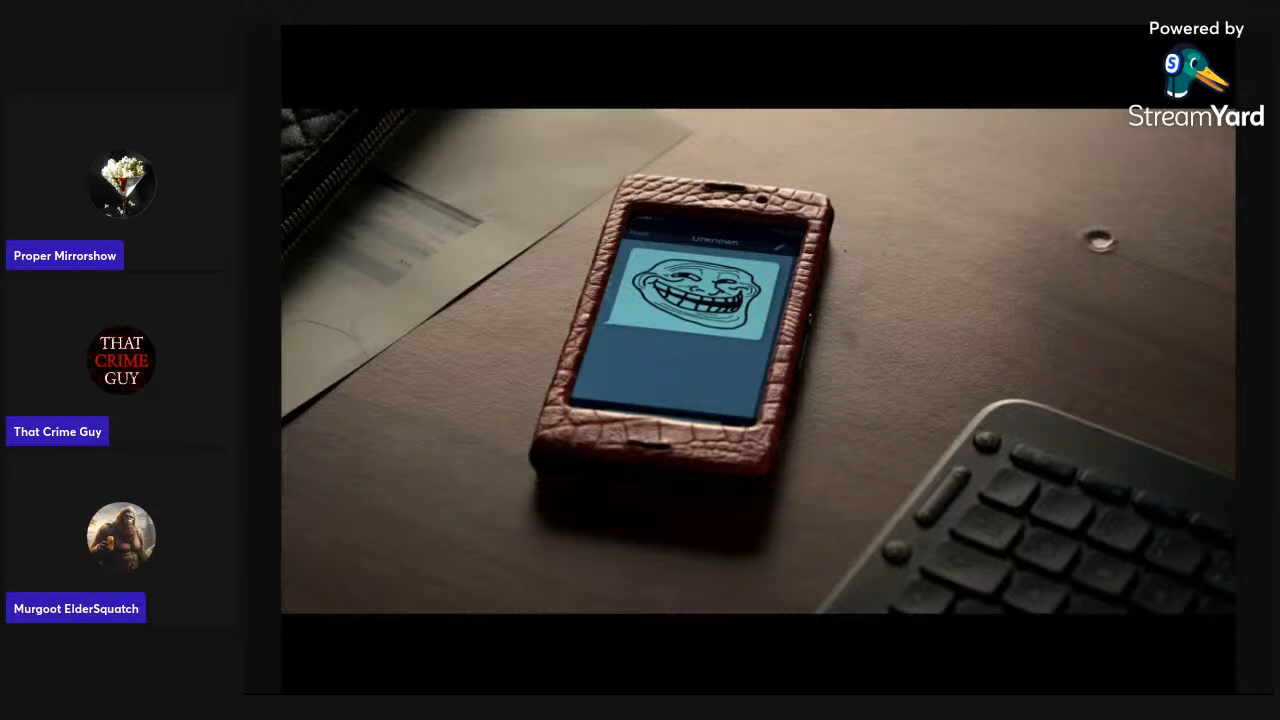 Powered by
StreamYard
Proper Mirrorshow
THAT
CRIME
GUY
That Crime Guy
Murgoot ElderSquatch
Unknown